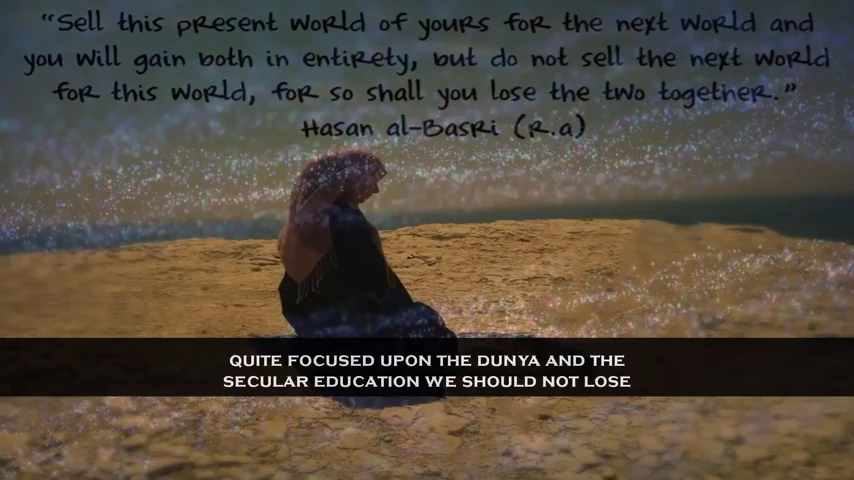 “Sell this present world of yours for the next world and
you will gain both in entirety, but do not sell the next world
for this world, for so shall you lose the two together.”
Hasan al-Basri (r.a)
QUITE FOCUSED UPON THE DUNYA AND THE
SECULAR EDUCATION WE SHOULD NOT LOSE